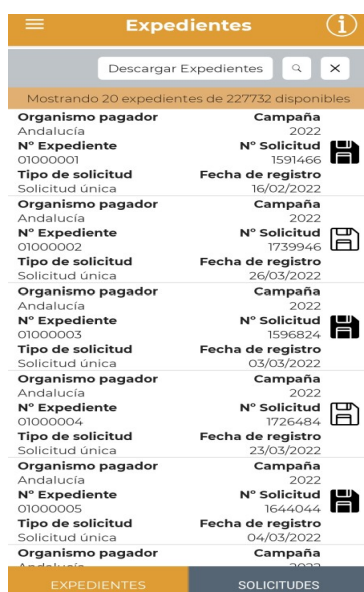 Expedientes
Descargar Expedientes
Mostrando 20 expedientes de 227732 disponibles
Organismo pagador Campaña
Andalucía 2022
Nº Expediente Nº Solicitud
01000001 1591466
Tipo de solicitud Fecha de registro
Solicitud única 16/02/2022
Organismo pagador Campaña
Andalucía 2022
Nº Expediente Nº Solicitud
01000002 1739946
Tipo de solicitud Fecha de registro
Solicitud única 26/03/2022
Organismo pagador Campaña
Andalucía 2022
Nº Expediente Nº Solicitud
01000003 1596824
Tipo de solicitud Fecha de registro
Solicitud única 03/03/2022
Organismo pagador Campaña
Andalucía 2022
Nº Expediente Nº Solicitud
01000004 1726484
Tipo de solicitud Fecha de registro
Solicitud única 23/03/2022
Organismo pagador Campaña
Andalucía 2022
Nº Expediente Nº Solicitud
01000005 1644044
Tipo de solicitud Fecha de registro
Solicitud única 04/03/2022
Organismo pagador Campaña
EXPEDIENTES SOLICITUDES